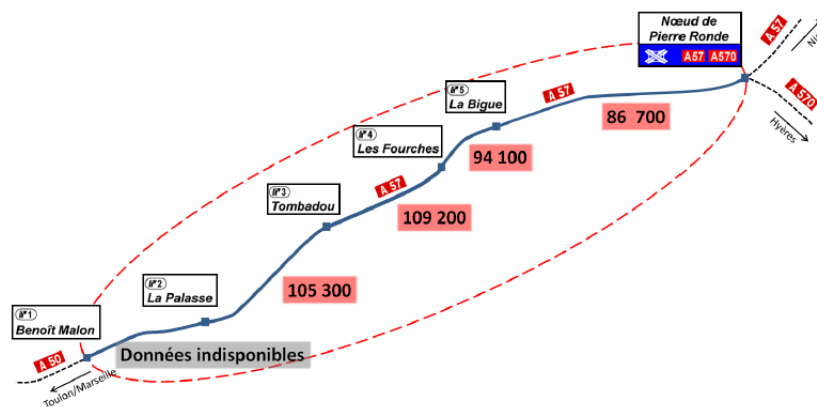 Nœud de
Pierre Ronde
A57 A570
A 57
A 570
Hyères
N°5
La Bigue
A 57
86 700
N°4
Les Fourches
94 100
N°3
Tombadou
A 57
109 200
N°2
La Palasse
105 300
N°1
Benoît Malon
Données indisponibles
A 50
Toulon/Marseille